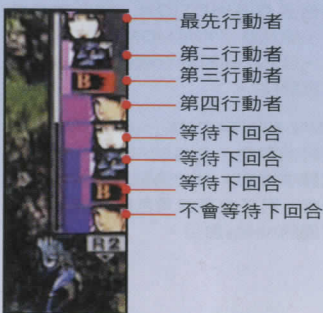 最先行動者
第二行動者
第三行動者
第四行動者
等待下回合
等待下回合
B
等待下回合
B
不會等待下回合
R2